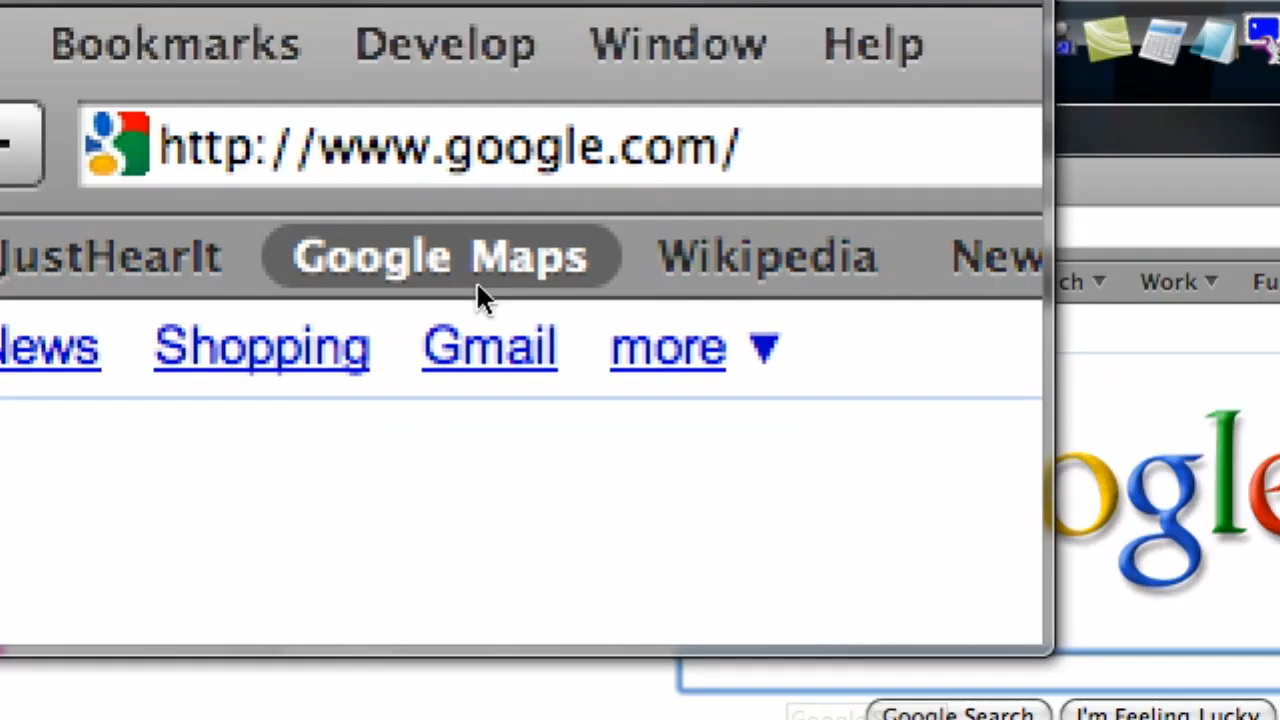 Bookmarks Develop Window Help
http://www.google.com/
JustHearIt Google Maps Wikipedia New
ch ▼ Work ▼ Fu
News Shopping Gmail more ▼
ogle
Google Search I'm Feeling Lucky